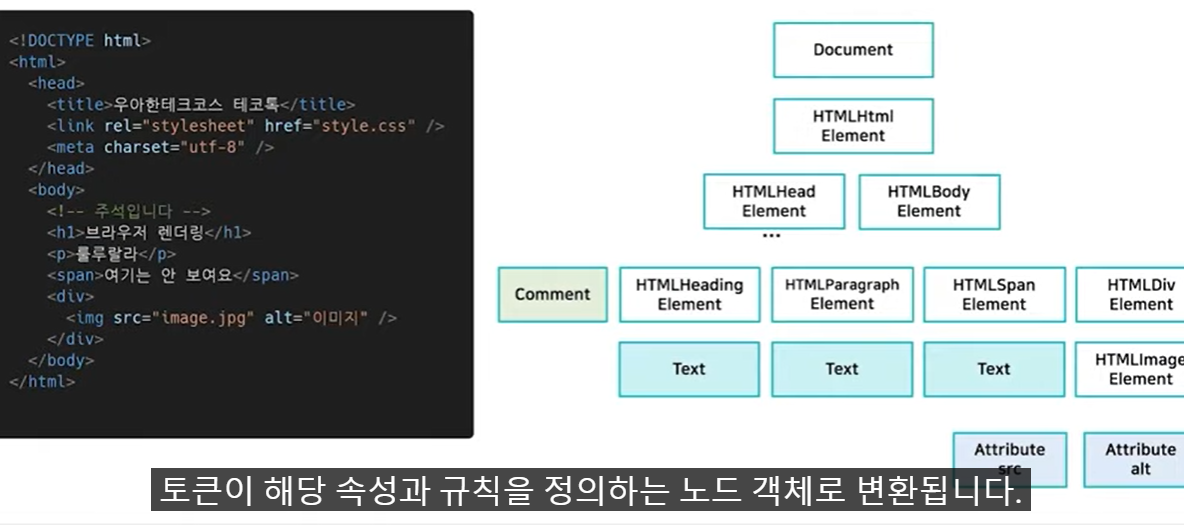 <!DOCTYPE html>
<html>
<head>
<title>우아한테크코스 테코톡</title>
<link rel="stylesheet" href="style.css" />
<meta charset="utf-8" />
</head>
<body>
<!-- 주석입니다 -->
<h1>브라우저 렌더링</h1>
<p>룰루랄라</p>
<span>여기는 안 보여요</span>
<div>
<img src="image.jpg" alt="이미지" />
</div>
</body>
</html>
Document
HTMLHtml
Element
HTMLHead
Element
HTMLBody
Element
...
Comment
HTMLHeading
Element
HTMLParagraph
Element
HTMLSpan
Element
HTMLDiv
Element
Text
Text
Text
HTMLImage
Element
Attribute
src
Attribute
alt
토큰이 해당 속성과 규칙을 정의하는 노드 객체로 변환됩니다.